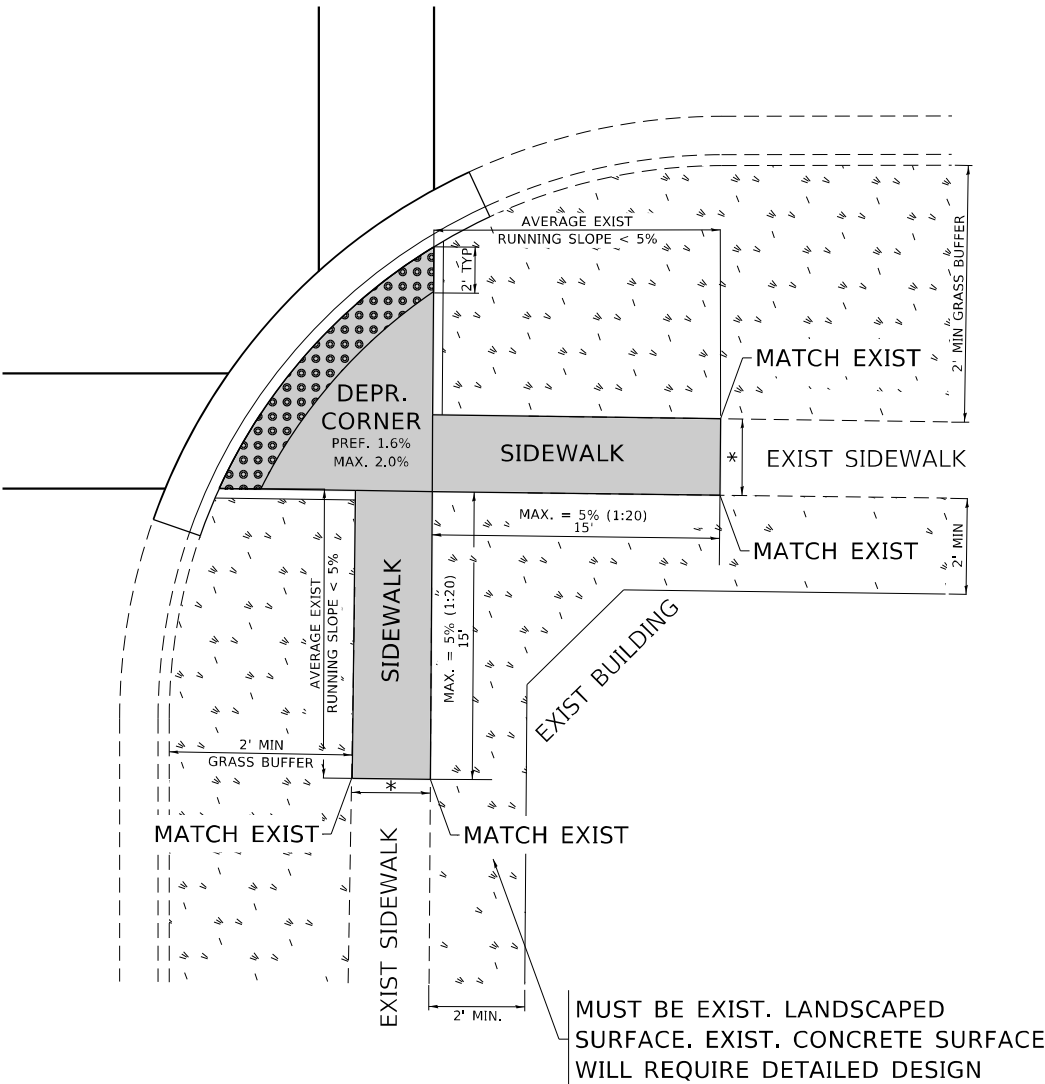 AVERAGE EXIST
RUNNING SLOPE < 5%
2' TYP
2' MIN GRASS BUFFER
MATCH EXIST
DEPR.
CORNER
PREF. 1.6%
MAX. 2.0%
SIDEWALK
*
EXIST SIDEWALK
MAX. = 5% (1:20)
15'
MATCH EXIST
2' MIN
AVERAGE EXIST
RUNNING SLOPE < 5%
SIDEWALK
MAX. = 5% (1:20)
15'
EXIST BUILDING
2' MIN
GRASS BUFFER
*
MATCH EXIST
MATCH EXIST
EXIST SIDEWALK
2' MIN.
MUST BE EXIST. LANDSCAPED
SURFACE. EXIST. CONCRETE SURFACE
WILL REQUIRE DETAILED DESIGN